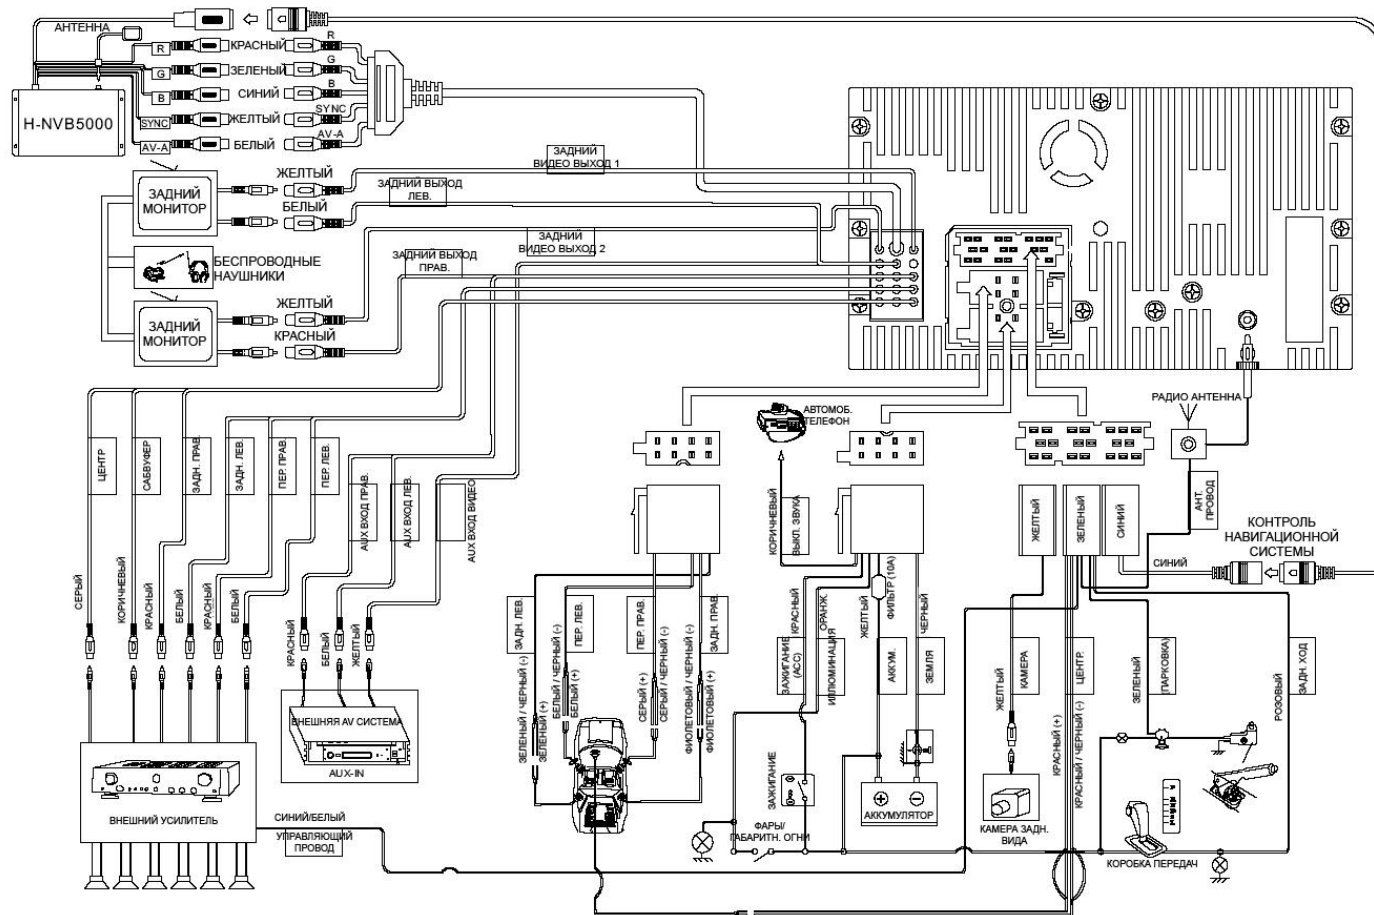 АНТЕННА
R
КРАСНЫЙ
R
G
ЗЕЛЕНЫЙ
G
B
СИНИЙ
B
SYNC
ЖЕЛТЫЙ
SYNC
AV-A
БЕЛЫЙ
AV-A
H-NVB5000
ЗАДНИЙ
МОНИТОР
ЖЕЛТЫЙ
БЕЛЫЙ
ЗАДНИЙ
ВИДЕО ВЫХОД 1
ЗАДНИЙ ВЫХОД
ЛЕВ.
ЗАДНИЙ
ВИДЕО ВЫХОД 2
ЗАДНИЙ ВЫХОД
ПРАВ.
БЕСПРОВОДНЫЕ
НАУШНИКИ
ЗАДНИЙ
МОНИТОР
ЖЕЛТЫЙ
КРАСНЫЙ
АВТОМОБ.
ТЕЛЕФОН
РАДИО АНТЕННА
ЦЕНТР
САБВУФЕР
ЗАДН. ПРАВ.
ЗАДН. ЛЕВ.
ПЕР. ПРАВ.
ПЕР. ЛЕВ.
AUX ВХОД ПРАВ.
AUX ВХОД ЛЕВ.
AUX ВХОД ВИДЕО
КОРИЧНЕВЫЙ
ВЫКЛ. ЗВУКА
ЖЕЛТЫЙ
ЗЕЛЕНЫЙ
СИНИЙ
АНТ.
ПРОВОД
КОНТРОЛЬ
НАВИГАЦИОННОЙ
СИСТЕМЫ
СИНИЙ
СЕРЫЙ
КОРИЧНЕВЫЙ
КРАСНЫЙ
БЕЛЫЙ
КРАСНЫЙ
БЕЛЫЙ
КРАСНЫЙ
БЕЛЫЙ
ЖЕЛТЫЙ
ЗАДН. ЛЕВ.
ПЕР. ЛЕВ.
ПЕР. ПРАВ.
ЗАДН. ПРАВ.
ЗЕЛЕНЫЙ / ЧЕРНЫЙ (-)
ЗЕЛЕНЫЙ (+)
БЕЛЫЙ / ЧЕРНЫЙ (-)
БЕЛЫЙ (+)
СЕРЫЙ (+)
СЕРЫЙ / ЧЕРНЫЙ (-)
ФИОЛЕТОВЫЙ / ЧЕРНЫЙ (-)
ФИОЛЕТОВЫЙ (+)
КРАСНЫЙ
ЗАЖИГАНИЕ
(ACC)
ОРАНЖ.
ИЛЛЮМИНАЦИЯ
ЖЕЛТЫЙ
ФИЛЬТР (10А)
АККУМ.
ЧЕРНЫЙ
ЗЕМЛЯ
ЖЕЛТЫЙ
КАМЕРА
КРАСНЫЙ (+)
ЦЕНТР.
КРАСНЫЙ / ЧЕРНЫЙ (-)
ЗЕЛЕНЫЙ
(ПАРКОВКА)
РОЗОВЫЙ
ЗАДН. ХОД
ВНЕШНЯЯ AV СИСТЕМА
AUX-IN
ВНЕШНИЙ УСИЛИТЕЛЬ
СИНИЙ/БЕЛЫЙ
УПРАВЛЯЮЩИЙ
ПРОВОД
ЗАЖИГАНИЕ
ФАРЫ/
ГАБАРИТН. ОГНИ
АККУМУЛЯТОР
КАМЕРА ЗАДН.
ВИДА
КОРОБКА ПЕРЕДАЧ